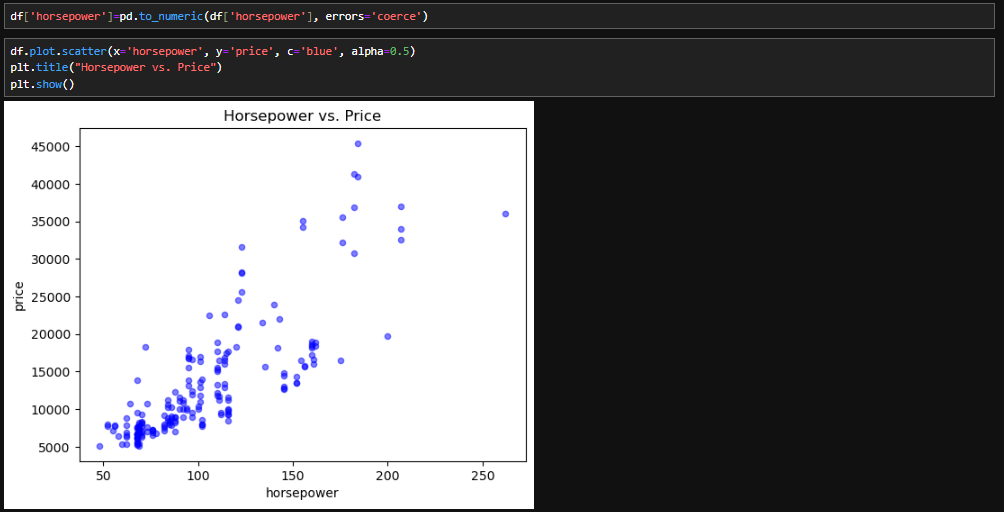 df['horsepower']=pd.to_numeric(df['horsepower'], errors='coerce')
df.plot.scatter(x='horsepower', y='price', c='blue', alpha=0.5)
plt.title("Horsepower vs. Price")
plt.show()
Horsepower vs. Price
45000
40000
35000
30000
25000
20000
15000
10000
5000
price
50 100 150 200 250
horsepower